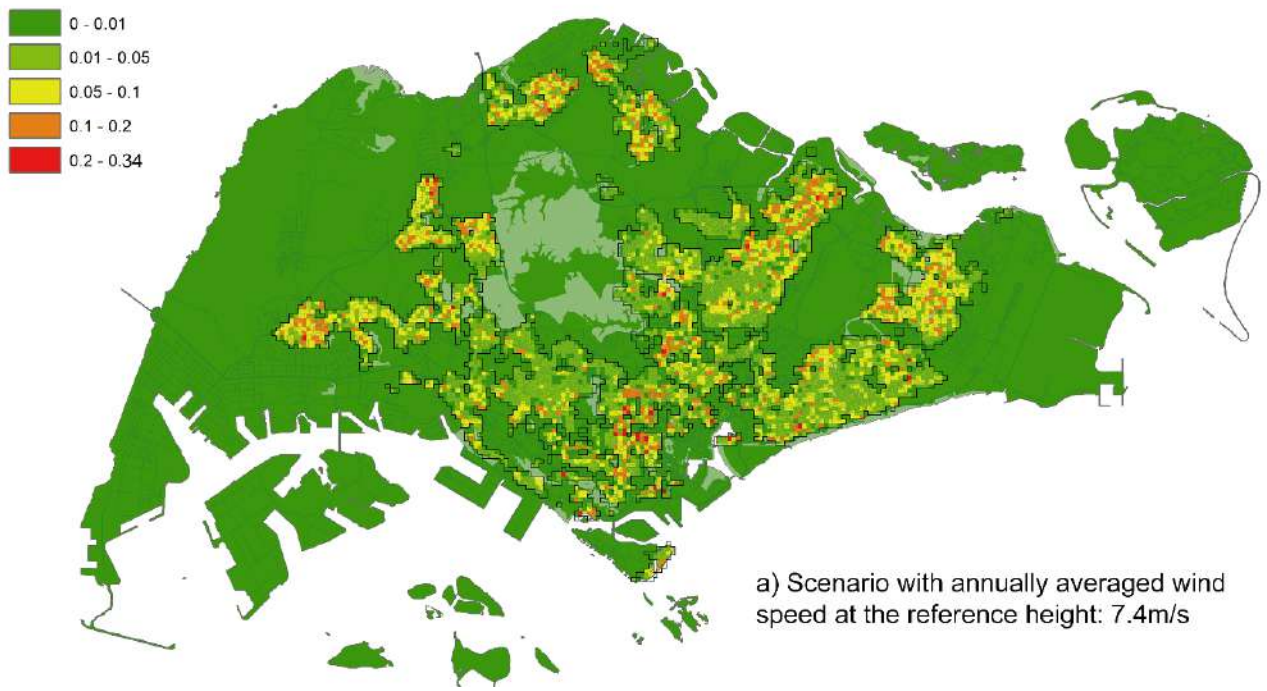 0 - 0.01
0.01 - 0.05
0.05 - 0.1
0.1 - 0.2
0.2 - 0.34
a) Scenario with annually averaged wind
speed at the reference height: 7.4m/s